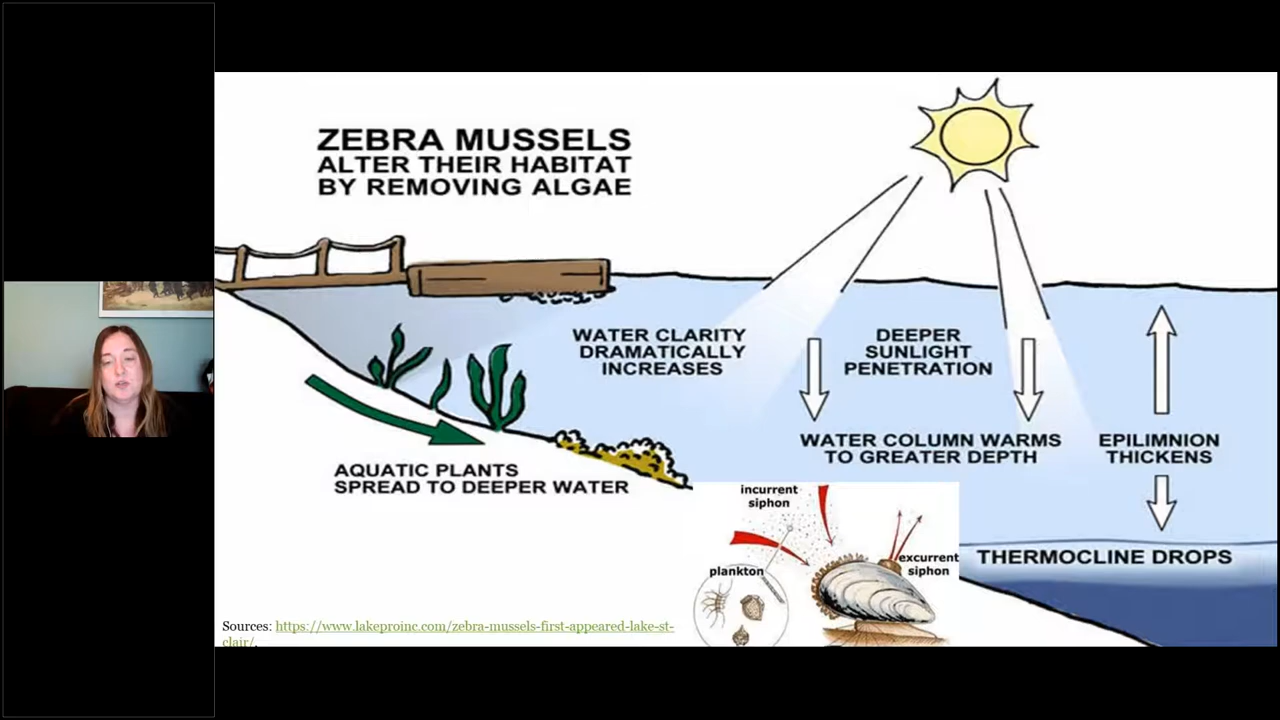 ZEBRA MUSSELS
ALTER THEIR HABITAT
BY REMOVING ALGAE
WATER CLARITY
DRAMATICALLY
INCREASES
DEEPER
SUNLIGHT
PENETRATION
WATER COLUMN WARMS
TO GREATER DEPTH
EPILIMNION
THICKENS
AQUATIC PLANTS
SPREAD TO DEEPER WATER
incurrent
siphon
plankton
excurrent
siphon
THERMOCLINE DROPS
Sources: https://www.lakeproinc.com/zebra-mussels-first-appeared-lake-st-
clair/.